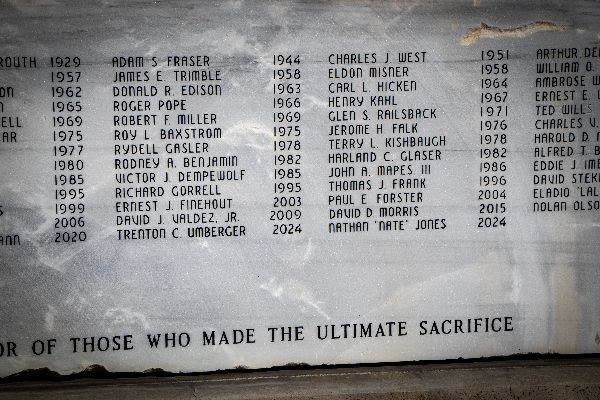 ROUTH 1929 ADAM S FRASER 1944 CHARLES J. WEST 1951 ARTHUR DE
1957 JAMES E. TRIMBLE 1958 ELDON MISNER 1958 WILLIAM O.
ON 1962 DONALD R. EDISON 1963 CARL L. HICKEN 1964 AMBROSE W
N 1965 ROGER POPE 1966 HENRY KAHL 1967 ERNEST E.
ELL 1969 ROBERT F. MILLER 1969 GLEN S. RAILSBACK 1971 TED WILLS
AR 1975 ROY L. BAXSTROM 1975 JEROME H. FALK 1976 CHARLES V.
1977 RYDELL GASLER 1978 TERRY L. KISHBAUGH 1978 HAROLD D.
1980 RODNEY A. BENJAMIN 1982 HARLAND C. GLASER 1982 ALFRED T. B
1985 VICTOR J. DEMPEWOLF 1985 JOHN A. MAPES III 1986 EDDIE J. IM
1995 RICHARD GORRELL 1995 THOMAS J. FRANK 1996 DAVID STEK
S 1999 ERNEST J. FINEHOUT 2003 PAUL E. FORSTER 2004 ELADIO 'LAL
2006 DAVID J. VALDEZ, JR. 2009 DAVID D. MORRIS 2015 NOLAN OLSO
ANN 2020 TRENTON C. UMBERGER 2024 NATHAN 'NATE' JONES 2024
OR OF THOSE WHO MADE THE ULTIMATE SACRIFICE